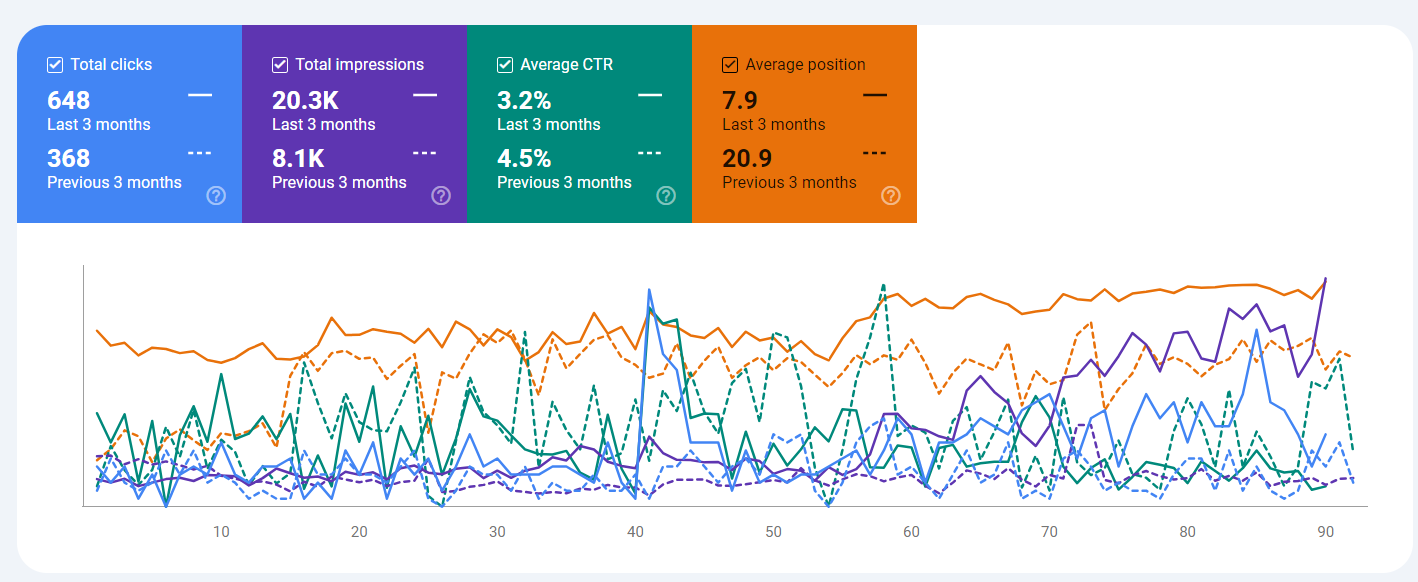 Total clicks
648
Last 3 months
368
Previous 3 months
Total impressions
20.3K
Last 3 months
8.1K
Previous 3 months
Average CTR
3.2%
Last 3 months
4.5%
Previous 3 months
Average position
7.9
Last 3 months
20.9
Previous 3 months
10 20 30 40 50 60 70 80 90